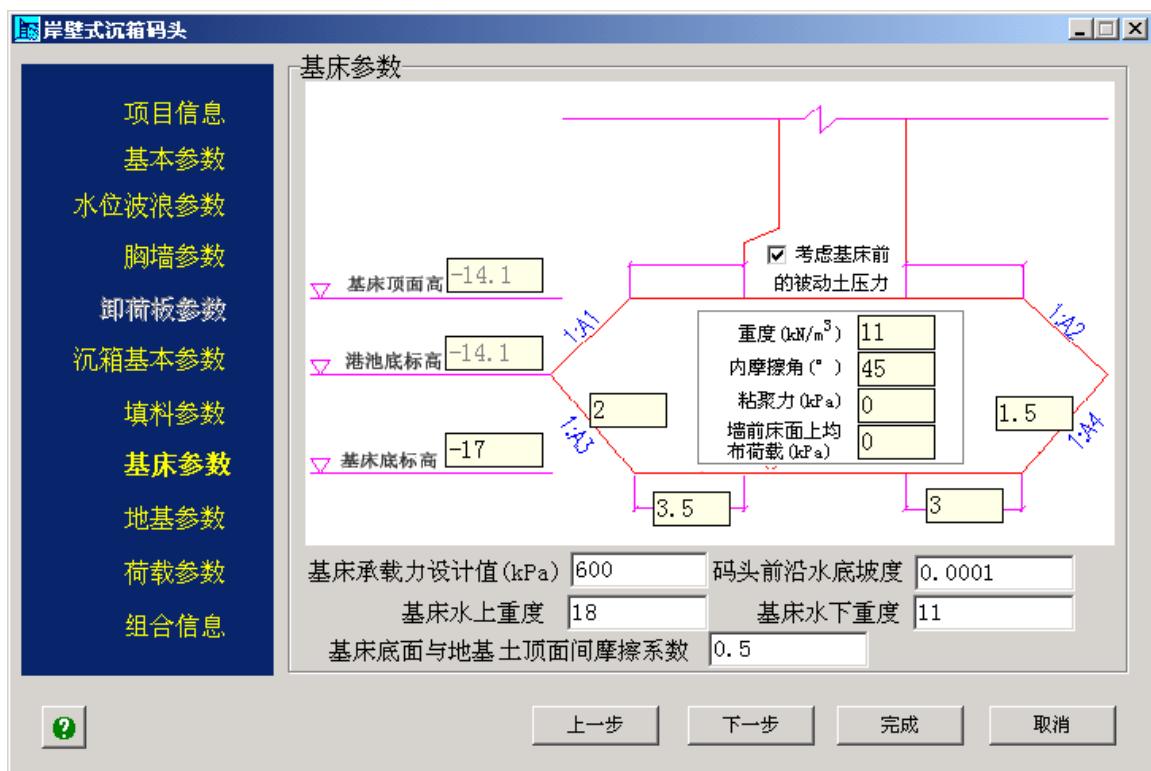 岸壁式沉箱码头
项目信息
基本参数
水位波浪参数
胸墙参数
卸荷板参数
沉箱基本参数
填料参数
基床参数
地基参数
荷载参数
组合信息
基床参数
考虑基床前
的被动土压力
基床顶面高 -14.1
港池底标高 -14.1
基床底标高 -17
1:A1
1:A2
1:A3
1:A4
2
1.5
3.5
3
重度(kN/m³) 11
内摩擦角(°) 45
粘聚力(kPa) 0
墙前床面上均
布荷载(kPa) 0
基床承载力设计值(kPa) 600 码头前沿水底坡度 0.0001
基床水上重度 18 基床水下重度 11
基床底面与地基土顶面间摩擦系数 0.5
? 上一步 下一步 完成 取消